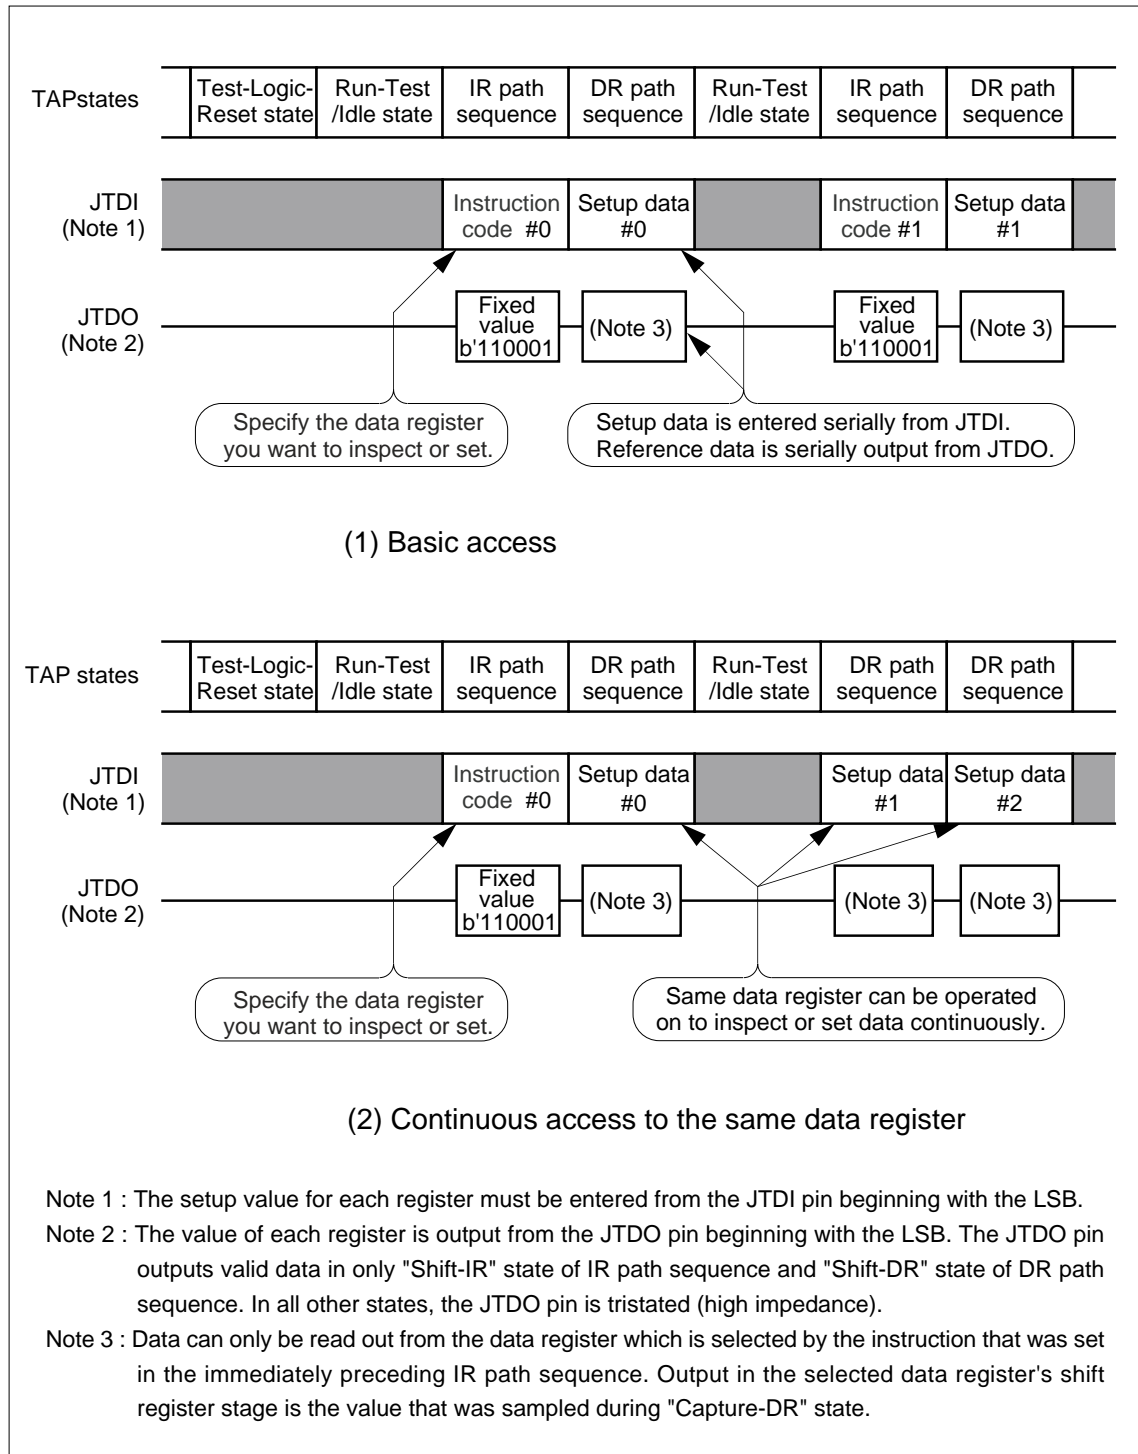 TAPstates
Test-Logic-
Reset state
Run-Test
/Idle state
IR path
sequence
DR path
sequence
Run-Test
/Idle state
IR path
sequence
DR path
sequence
JTDI
(Note 1)
Instruction
code #0
Setup data
#0
Instruction
code #1
Setup data
#1
JTDO
(Note 2)
Fixed
value
b'110001
(Note 3)
Fixed
value
b'110001
(Note 3)
Specify the data register
you want to inspect or set.
Setup data is entered serially from JTDI.
Reference data is serially output from JTDO.
(1) Basic access
TAP states
Test-Logic-
Reset state
Run-Test
/Idle state
IR path
sequence
DR path
sequence
Run-Test
/Idle state
DR path
sequence
DR path
sequence
JTDI
(Note 1)
Instruction
code #0
Setup data
#0
Setup data
#1
Setup data
#2
JTDO
(Note 2)
Fixed
value
b'110001
(Note 3)
(Note 3)
(Note 3)
Specify the data register
you want to inspect or set.
Same data register can be operated
on to inspect or set data continuously.
(2) Continuous access to the same data register
Note 1 : The setup value for each register must be entered from the JTDI pin beginning with the LSB.
Note 2 : The value of each register is output from the JTDO pin beginning with the LSB. The JTDO pin
outputs valid data in only "Shift-IR" state of IR path sequence and "Shift-DR" state of DR path
sequence. In all other states, the JTDO pin is tristated (high impedance).
Note 3 : Data can only be read out from the data register which is selected by the instruction that was set
in the immediately preceding IR path sequence. Output in the selected data register's shift
register stage is the value that was sampled during "Capture-DR" state.